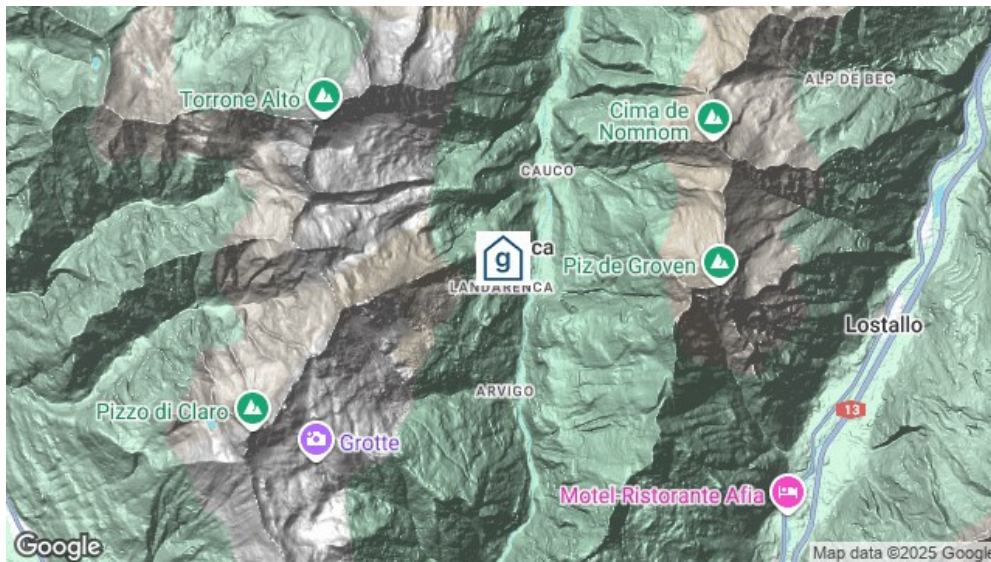 ALP DE BEC
Torrone Alto
Cima de
Nomnom
CAUCO
g
ca
Piz de Groven
LANDARENCA
Lostallo
ARVIGO
13
Pizzo di Claro
Grotte
Motel-Ristorante Afia
Google
Map data ©2025 Google